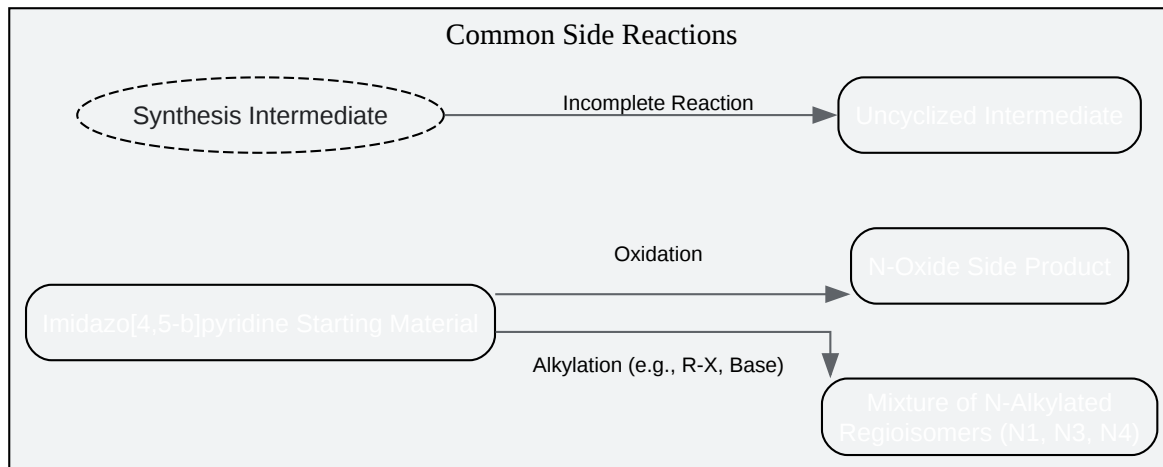 Common Side Reactions
Synthesis Intermediate
Incomplete Reaction
Uncyclized Intermediate
Oxidation
N-Oxide Side Product
Imidazo[4,5-b]pyridine Starting Material
Alkylation (e.g., R-X, Base)
Mixture of N-Alkylated
Regioisomers (N1, N3, N4)